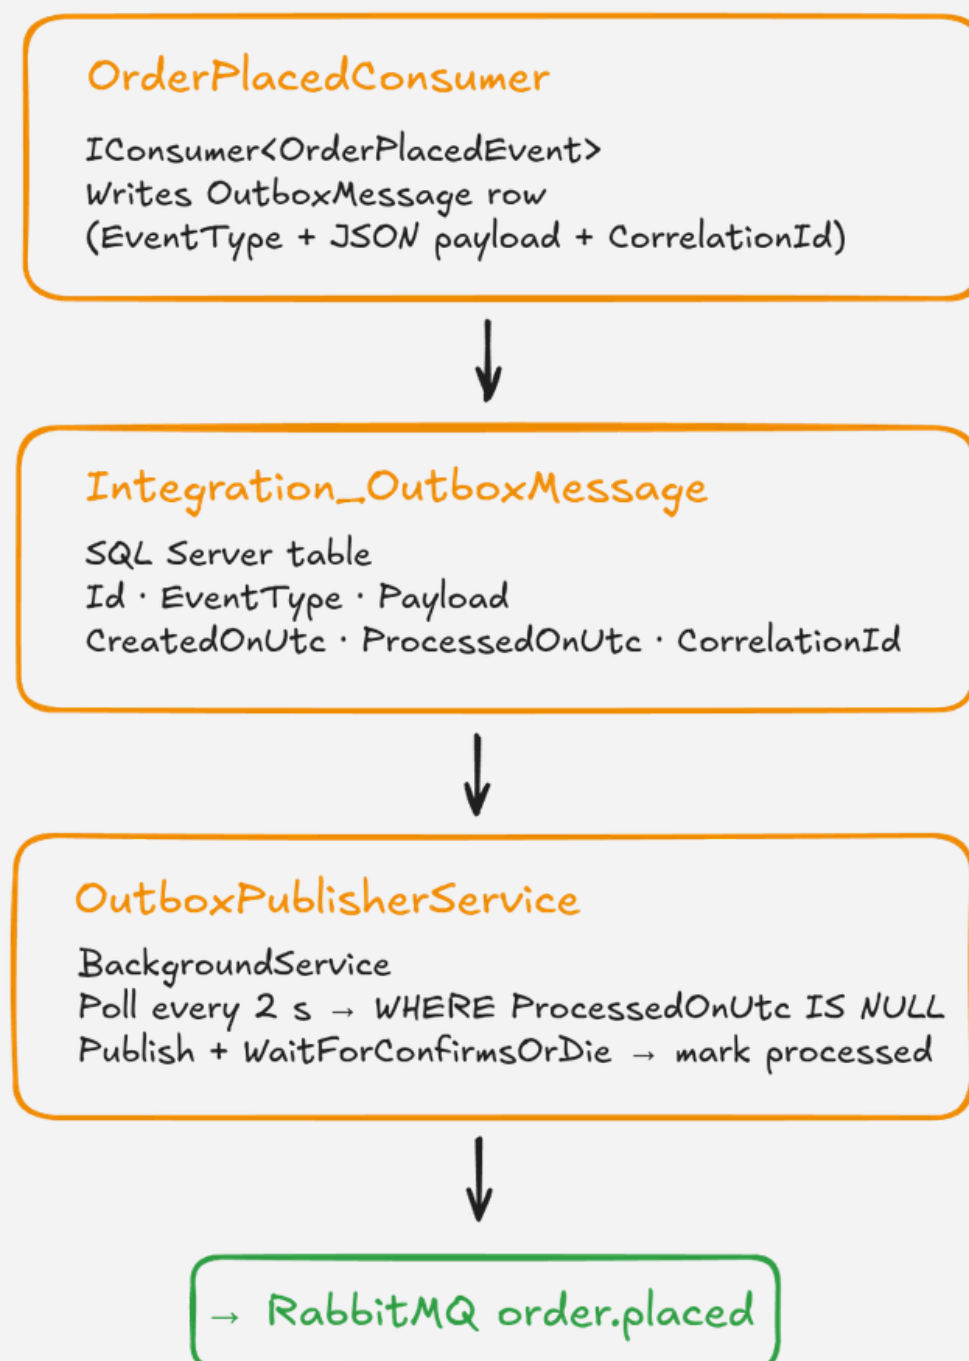 OrderPlacedConsumer
IConsumer<OrderPlacedEvent>
Writes OutboxMessage row
(EventType + JSON payload + CorrelationId)
Integration_OutboxMessage
SQL Server table
Id · EventType · Payload
CreatedOnUtc · ProcessedOnUtc · CorrelationId
OutboxPublisherService
BackgroundService
Poll every 2 s → WHERE ProcessedOnUtc IS NULL
Publish + WaitForConfirmsOrDie → mark processed
→ RabbitMQ order.placed